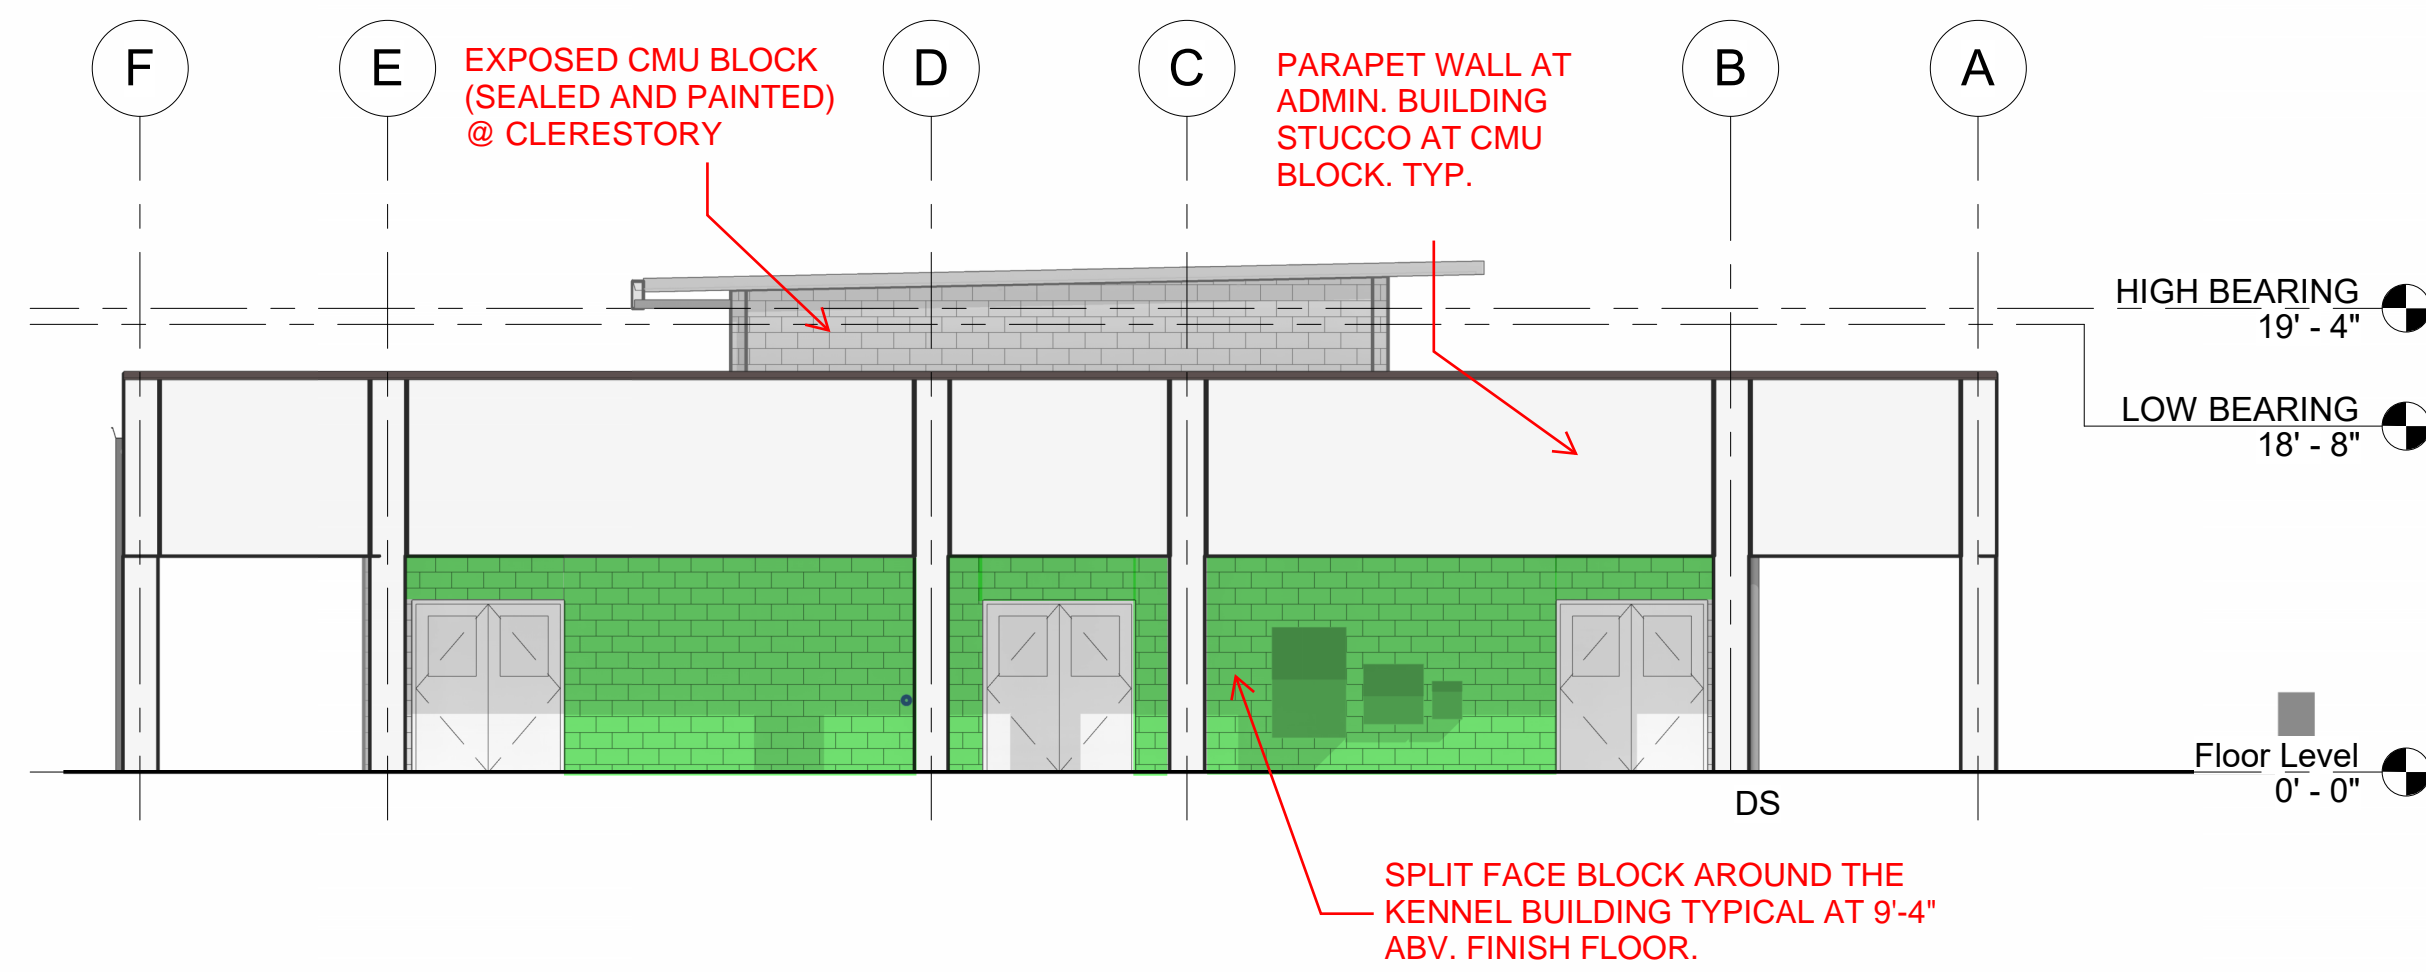 F
E
D
C
B
A
EXPOSED CMU BLOCK
(SEALED AND PAINTED)
@ CLERESTORY
PARAPET WALL AT
ADMIN. BUILDING
STUCCO AT CMU
BLOCK. TYP.
HIGH BEARING
19' - 4"
LOW BEARING
18' - 8"
Floor Level
0' - 0"
DS
SPLIT FACE BLOCK AROUND THE
KENNEL BUILDING TYPICAL AT 9'-4"
ABV. FINISH FLOOR.